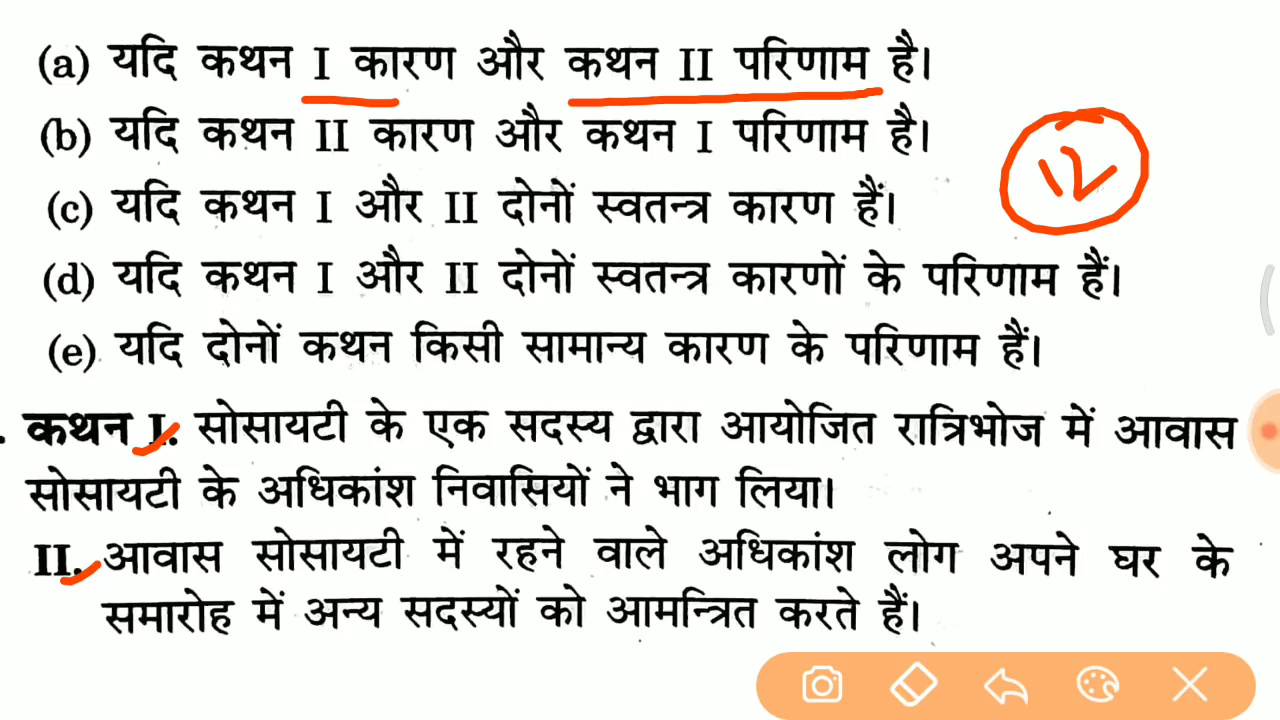 (a) यदि कथन I कारण और कथन II परिणाम है।
(b) यदि कथन II कारण और कथन I परिणाम है।
12
(c) यदि कथन I और II दोनों स्वतन्त्र कारण हैं।
(d) यदि कथन I और II दोनों स्वतन्त्र कारणों के परिणाम हैं।
(e) यदि दोनों कथन किसी सामान्य कारण के परिणाम हैं।
. कथन I. सोसायटी के एक सदस्य द्वारा आयोजित रात्रिभोज में आवास
सोसायटी के अधिकांश निवासियों ने भाग लिया।
II. आवास सोसायटी में रहने वाले अधिकांश लोग अपने घर के
समारोह में अन्य सदस्यों को आमन्त्रित करते हैं।